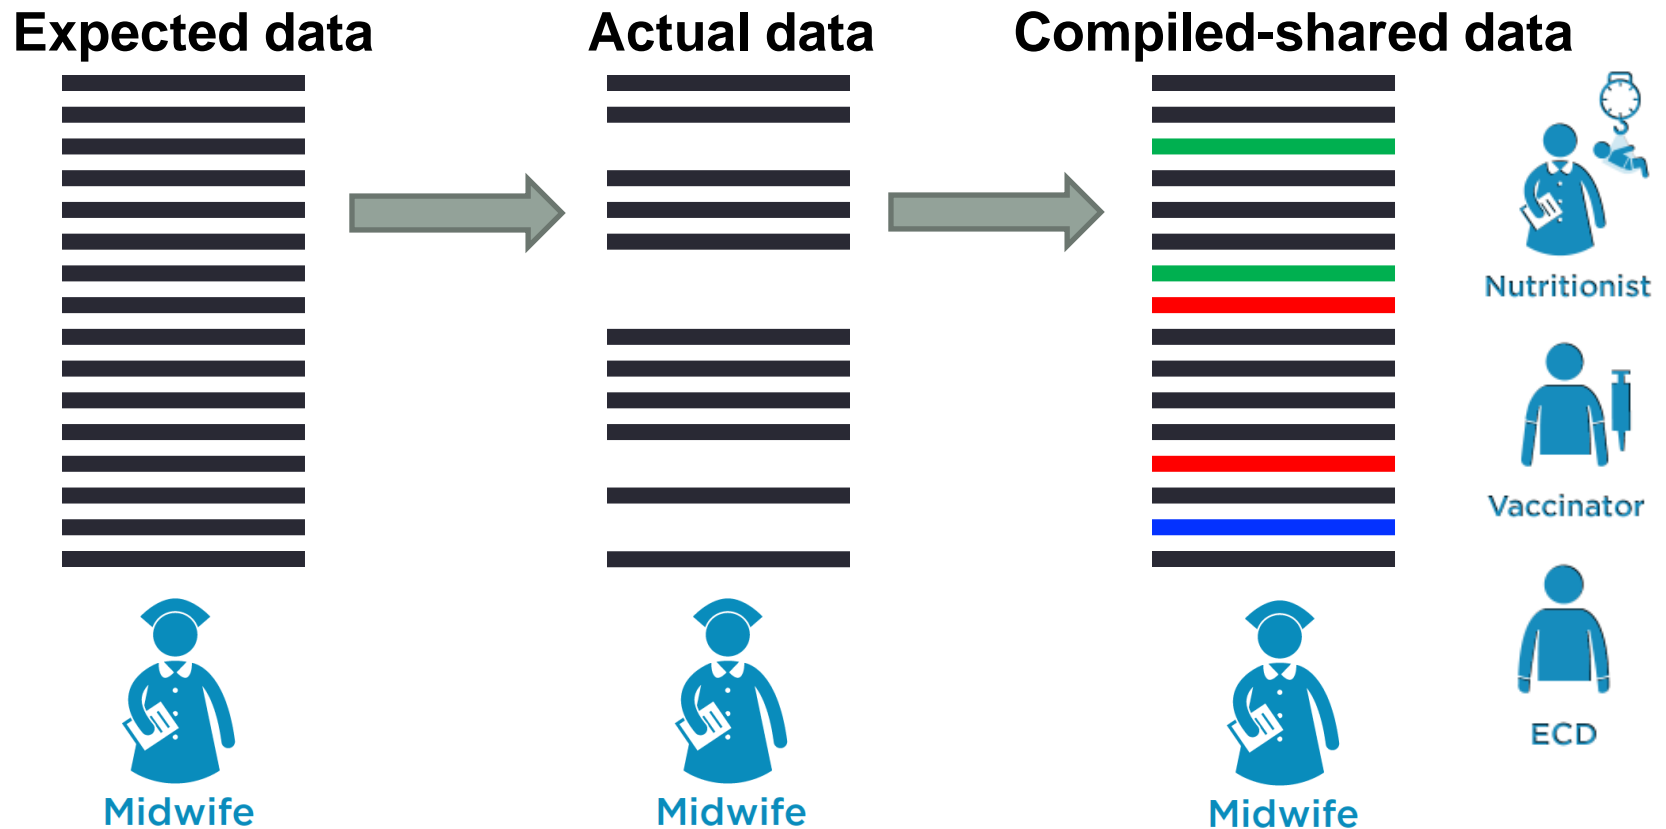 Expected data
Actual data
Compiled-shared data
Nutritionist
Vaccinator
ECD
Midwife
Midwife
Midwife